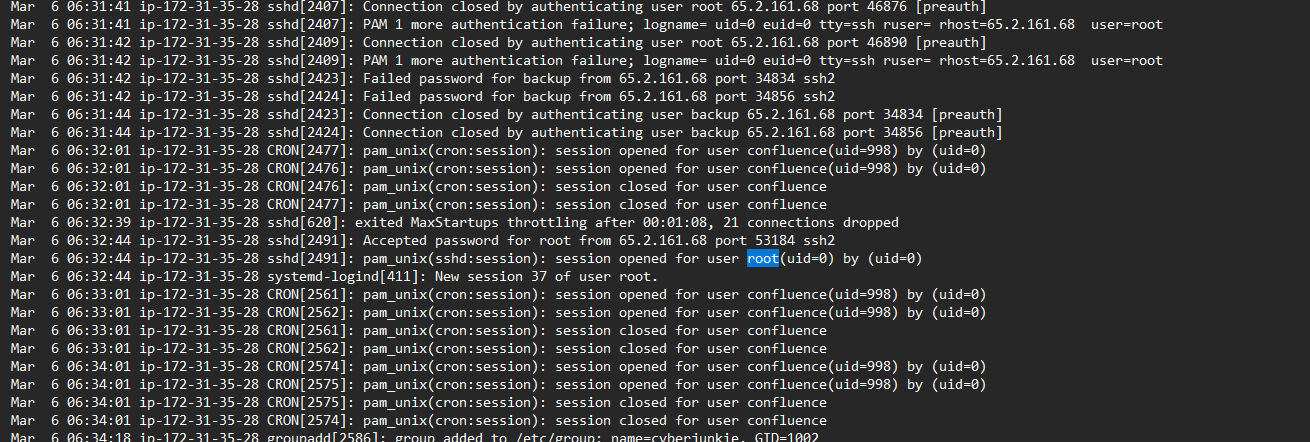 Mar  6 06:31:41 ip-172-31-35-28 sshd[2407]: Connection closed by authenticating user root 65.2.161.68 port 46876 [preauth]
Mar  6 06:31:41 ip-172-31-35-28 sshd[2407]: PAM 1 more authentication failure; logname= uid=0 euid=0 tty=ssh ruser= rhost=65.2.161.68  user=root
Mar  6 06:31:42 ip-172-31-35-28 sshd[2409]: Connection closed by authenticating user root 65.2.161.68 port 46890 [preauth]
Mar  6 06:31:42 ip-172-31-35-28 sshd[2409]: PAM 1 more authentication failure; logname= uid=0 euid=0 tty=ssh ruser= rhost=65.2.161.68  user=root
Mar  6 06:31:42 ip-172-31-35-28 sshd[2423]: Failed password for backup from 65.2.161.68 port 34834 ssh2
Mar  6 06:31:42 ip-172-31-35-28 sshd[2424]: Failed password for backup from 65.2.161.68 port 34856 ssh2
Mar  6 06:31:44 ip-172-31-35-28 sshd[2423]: Connection closed by authenticating user backup 65.2.161.68 port 34834 [preauth]
Mar  6 06:31:44 ip-172-31-35-28 sshd[2424]: Connection closed by authenticating user backup 65.2.161.68 port 34856 [preauth]
Mar  6 06:32:01 ip-172-31-35-28 CRON[2477]: pam_unix(cron:session): session opened for user confluence(uid=998) by (uid=0)
Mar  6 06:32:01 ip-172-31-35-28 CRON[2476]: pam_unix(cron:session): session opened for user confluence(uid=998) by (uid=0)
Mar  6 06:32:01 ip-172-31-35-28 CRON[2476]: pam_unix(cron:session): session closed for user confluence
Mar  6 06:32:01 ip-172-31-35-28 CRON[2477]: pam_unix(cron:session): session closed for user confluence
Mar  6 06:32:39 ip-172-31-35-28 sshd[620]: exited MaxStartups throttling after 00:01:08, 21 connections dropped
Mar  6 06:32:44 ip-172-31-35-28 sshd[2491]: Accepted password for root from 65.2.161.68 port 53184 ssh2
Mar  6 06:32:44 ip-172-31-35-28 sshd[2491]: pam_unix(sshd:session): session opened for user root(uid=0) by (uid=0)
Mar  6 06:32:44 ip-172-31-35-28 systemd-logind[411]: New session 37 of user root.
Mar  6 06:33:01 ip-172-31-35-28 CRON[2561]: pam_unix(cron:session): session opened for user confluence(uid=998) by (uid=0)
Mar  6 06:33:01 ip-172-31-35-28 CRON[2562]: pam_unix(cron:session): session opened for user confluence(uid=998) by (uid=0)
Mar  6 06:33:01 ip-172-31-35-28 CRON[2561]: pam_unix(cron:session): session closed for user confluence
Mar  6 06:33:01 ip-172-31-35-28 CRON[2562]: pam_unix(cron:session): session closed for user confluence
Mar  6 06:34:01 ip-172-31-35-28 CRON[2574]: pam_unix(cron:session): session opened for user confluence(uid=998) by (uid=0)
Mar  6 06:34:01 ip-172-31-35-28 CRON[2575]: pam_unix(cron:session): session opened for user confluence(uid=998) by (uid=0)
Mar  6 06:34:01 ip-172-31-35-28 CRON[2575]: pam_unix(cron:session): session closed for user confluence
Mar  6 06:34:01 ip-172-31-35-28 CRON[2574]: pam_unix(cron:session): session closed for user confluence
Mar  6 06:34:18 ip-172-31-35-28 groupadd[2586]: group added to /etc/group: name=cyberjunkie, GID=1002